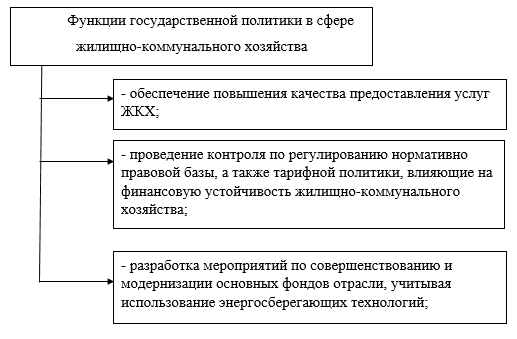 Функции государственной политики в сфере
жилищно-коммунального хозяйства
- обеспечение повышения качества предоставления услуг
ЖКХ;
- проведение контроля по регулированию нормативно
правовой базы, а также тарифной политики, влияющие на
финансовую устойчивость жилищно-коммунального
хозяйства;
- разработка мероприятий по совершенствованию и
модернизации основных фондов отрасли, учитывая
использование энергосберегающих технологий;